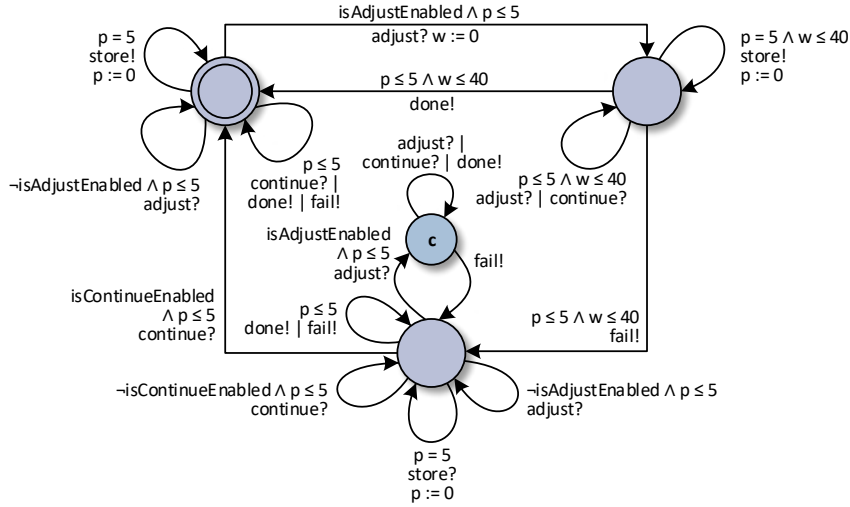 isAdjustEnabled ∧ p ≤ 5
adjust? w := 0
p = 5
store!
p := 0
p = 5 ∧ w ≤ 40
store!
p := 0
p ≤ 5 ∧ w ≤ 40
done!
¬isAdjustEnabled ∧ p ≤ 5
adjust?
p ≤ 5
continue? |
done! | fail!
adjust? |
continue? | done!
p ≤ 5 ∧ w ≤ 40
adjust? | continue?
c
isAdjustEnabled
∧ p ≤ 5
adjust?
fail!
isContinueEnabled
∧ p ≤ 5
continue?
p ≤ 5
done! | fail!
p ≤ 5 ∧ w ≤ 40
fail!
¬isContinueEnabled ∧ p ≤ 5
continue?
¬isAdjustEnabled ∧ p ≤ 5
adjust?
p = 5
store?
p := 0